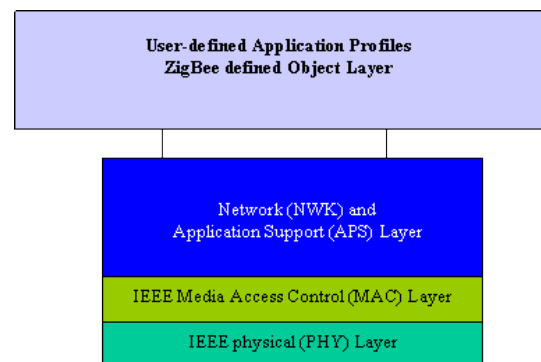 User-defined Application Profiles
ZigBee defined Object Layer
Network (NWK) and
Application Support (APS) Layer
IEEE Media Access Control (MAC) Layer
IEEE physical (PHY) Layer